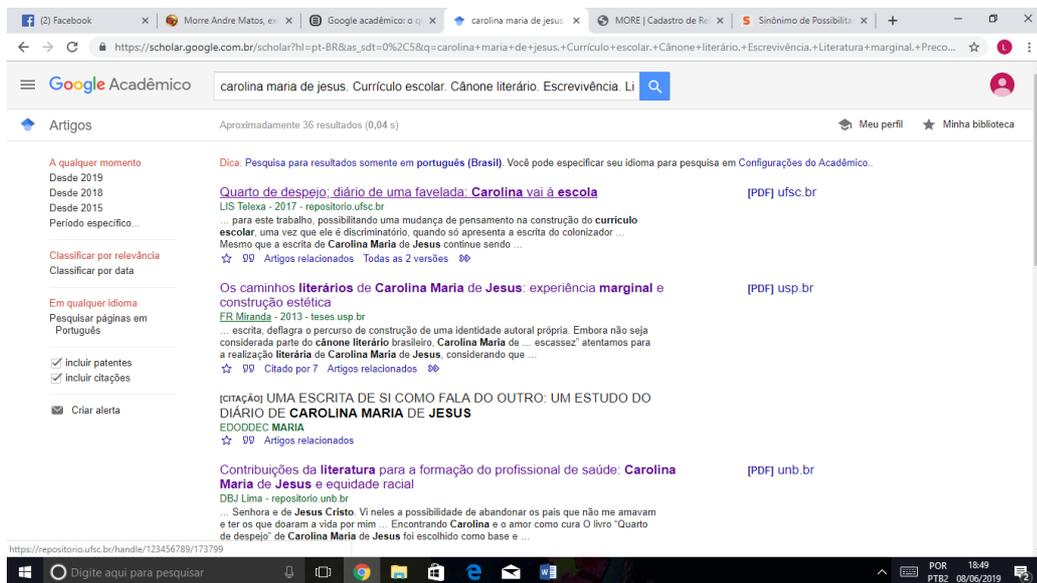 (2) Facebook
Morre Andre Matos, ex
Google acadêmico: o qu
carolina maria de jesus.
MORE | Cadastro de Re
Sinônimo de Possibilita
https://scholar.google.com.br/scholar?hl=pt-BR&as_sdt=0%2C5&q=carolina+maria+de+jesus.+Currículo+escolar.+Cânone+literário.+Escrevivência.+Literatura+marginal.+Preco...
L
Google Acadêmico
carolina maria de jesus. Currículo escolar. Cânone literário. Escrevivência. Li
Artigos
Aproximadamente 36 resultados (0,04 s)
Meu perfil
Minha biblioteca
A qualquer momento
Desde 2019
Desde 2018
Desde 2015
Período específico...
Classificar por relevância
Classificar por data
Em qualquer idioma
Pesquisar páginas em
Português
incluir patentes
incluir citações
Criar alerta
Dica: Pesquisa para resultados somente em português (Brasil). Você pode especificar seu idioma para pesquisa em Configurações do Acadêmico..
Quarto de despejo: diário de uma favelada: Carolina vai à escola
[PDF] ufsc.br
LIS Telexa - 2017 - repositorio.ufsc.br
... para este trabalho, possibilitando uma mudança de pensamento na construção do currículo
escolar, uma vez que ele é discriminatório, quando só apresenta a escrita do colonizador ...
Mesmo que a escrita de Carolina Maria de Jesus continue sendo ...
Artigos relacionados Todas as 2 versões
Os caminhos literários de Carolina Maria de Jesus: experiência marginal e
construção estética
[PDF] usp.br
FR Miranda - 2013 - teses.usp.br
... escrita, deflagra o percurso de construção de uma identidade autoral própria. Embora não seja
considerada parte do cânone literário brasileiro, Carolina Maria de ... escassez” atentamos para
a realização literária de Carolina Maria de Jesus, considerando que ...
Citado por 7 Artigos relacionados
[CITAÇÃO] UMA ESCRITA DE SI COMO FALA DO OUTRO: UM ESTUDO DO
DIÁRIO DE CAROLINA MARIA DE JESUS
EDODDEC MARIA
Artigos relacionados
Contribuições da literatura para a formação do profissional de saúde: Carolina
Maria de Jesus e equidade racial
[PDF] unb.br
DBJ Lima - repositorio.unb.br
... Senhora e de Jesus Cristo. Vi neles a possibilidade de abandonar os pais que não me amavam
e ter os que doaram a vida por mim ... Encontrando Carolina e o amor como cura O livro “Quarto
de despejo” de Carolina Maria de Jesus foi escolhido como base e ...
https://repositorio.ufsc.br/handle/123456789/173799
Digite aqui para pesquisar
POR
PTB2
18:49
08/06/2019
2